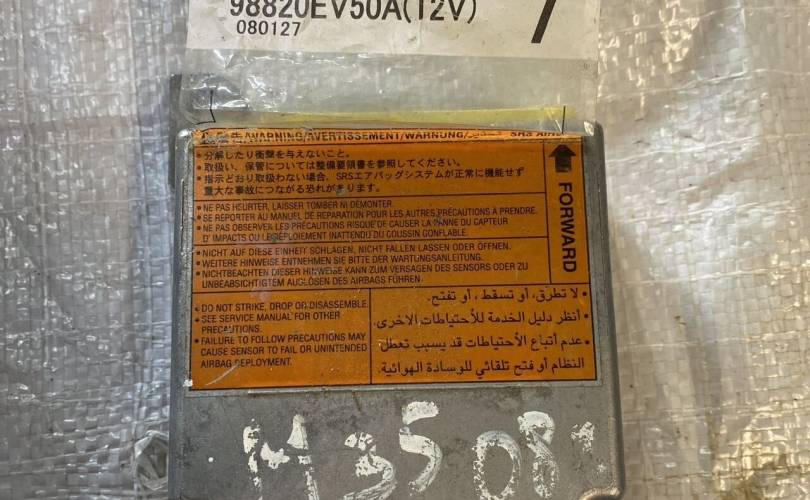 98820EV50A(12V)
7
080127
WARNING/AVERTISSEMENT/WARNUNG/
FORWARD
・分解したり衝撃を与えないこと。
・取扱い、保管については整備要領書を参照してください。
・指示どおり取扱わない場合、SRSエアバッグシステムが正常に機能せず
重大な事故につながる恐れがあります。
• NE PAS HEURTER, LAISSER TOMBER NI DÉMONTER.
• SE REPORTER AU MANUEL DE REPARATION POUR LES AUTRES PRÉCAUTIONS À PRENDRE.
• NE PAS OBSERVER LES PRÉCAUTIONS RISQUE DE CAUSER LA PANNE DU CAPTEUR
D'IMPACTS OU LE DÉPLOIEMENT INATTENDU DU COUSSIN GONFLABLE.
• NICHT AUF DIESE EINHEIT SCHLAGEN, NICHT FALLEN LASSEN ODER ÖFFNEN.
• WEITERE HINWEISE ENTNEHMEN SIE BITTE DER WARTUNGSANLEITUNG.
• NICHTBEACHTEN DIESER HINWEISE KANN ZUM VERSAGEN DES SENSORS ODER ZU
UNBEABSICHTIGTEM AUSLÖSEN DES AIRBAGS FÜHREN.
• DO NOT STRIKE, DROP OR DISASSEMBLE
• SEE SERVICE MANUAL FOR OTHER
PRECAUTIONS.
• FAILURE TO FOLLOW PRECAUTIONS MAY
CAUSE SENSOR TO FAIL OR UNINTENDED
AIRBAG DEPLOYMENT.
• لا تطرق، أو تسقط، أو تفتح.
• أنظر دليل الخدمة للأحتياطات الاخرى.
• عدم أتباع الأحتياطات قد يسبب تعطل
النظام أو فتح تلقائي للوسادة الهوائية.
M35 08